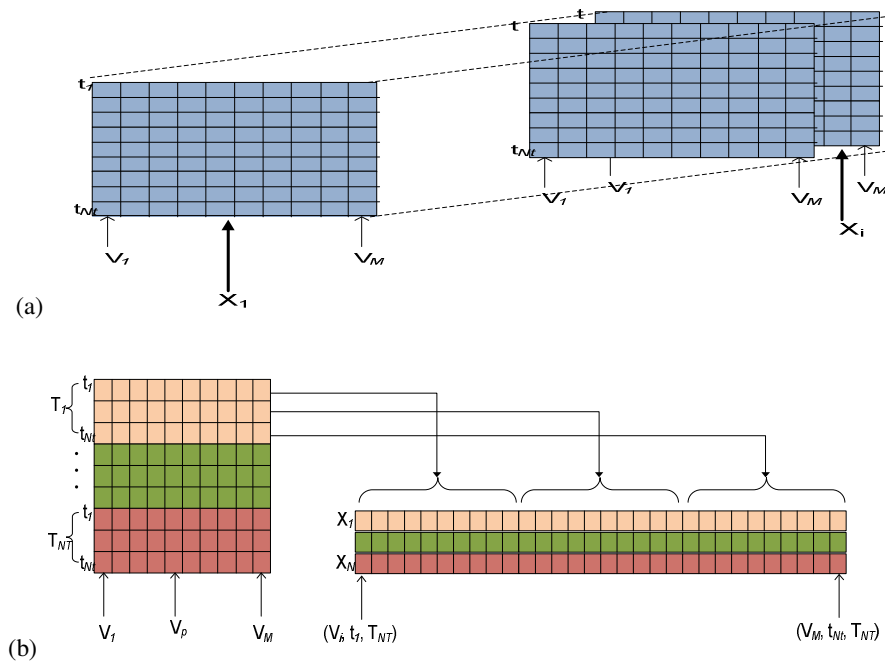 t
t1
tNt
tNt
V1
VM
V1
V1
VM
VM
X1
Xi
(a)
t1
T1
tNt
t1
TNT
tNt
X1
XN
V1
Vp
VM
(Vi, t1, TNT)
(VM, tNt, TNT)
(b)